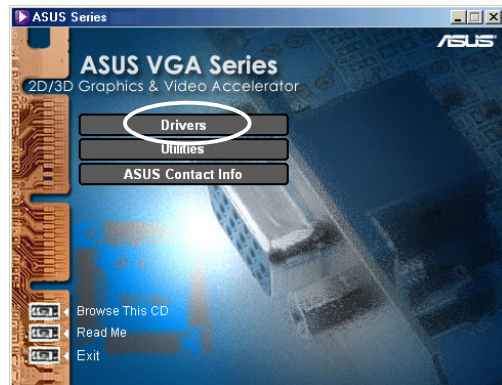 ASUS Series
ASUS
ASUS VGA Series
2D/3D Graphics & Video Accelerator
Drivers
Utilities
ASUS Contact Info
Browse This CD
Read Me
Exit